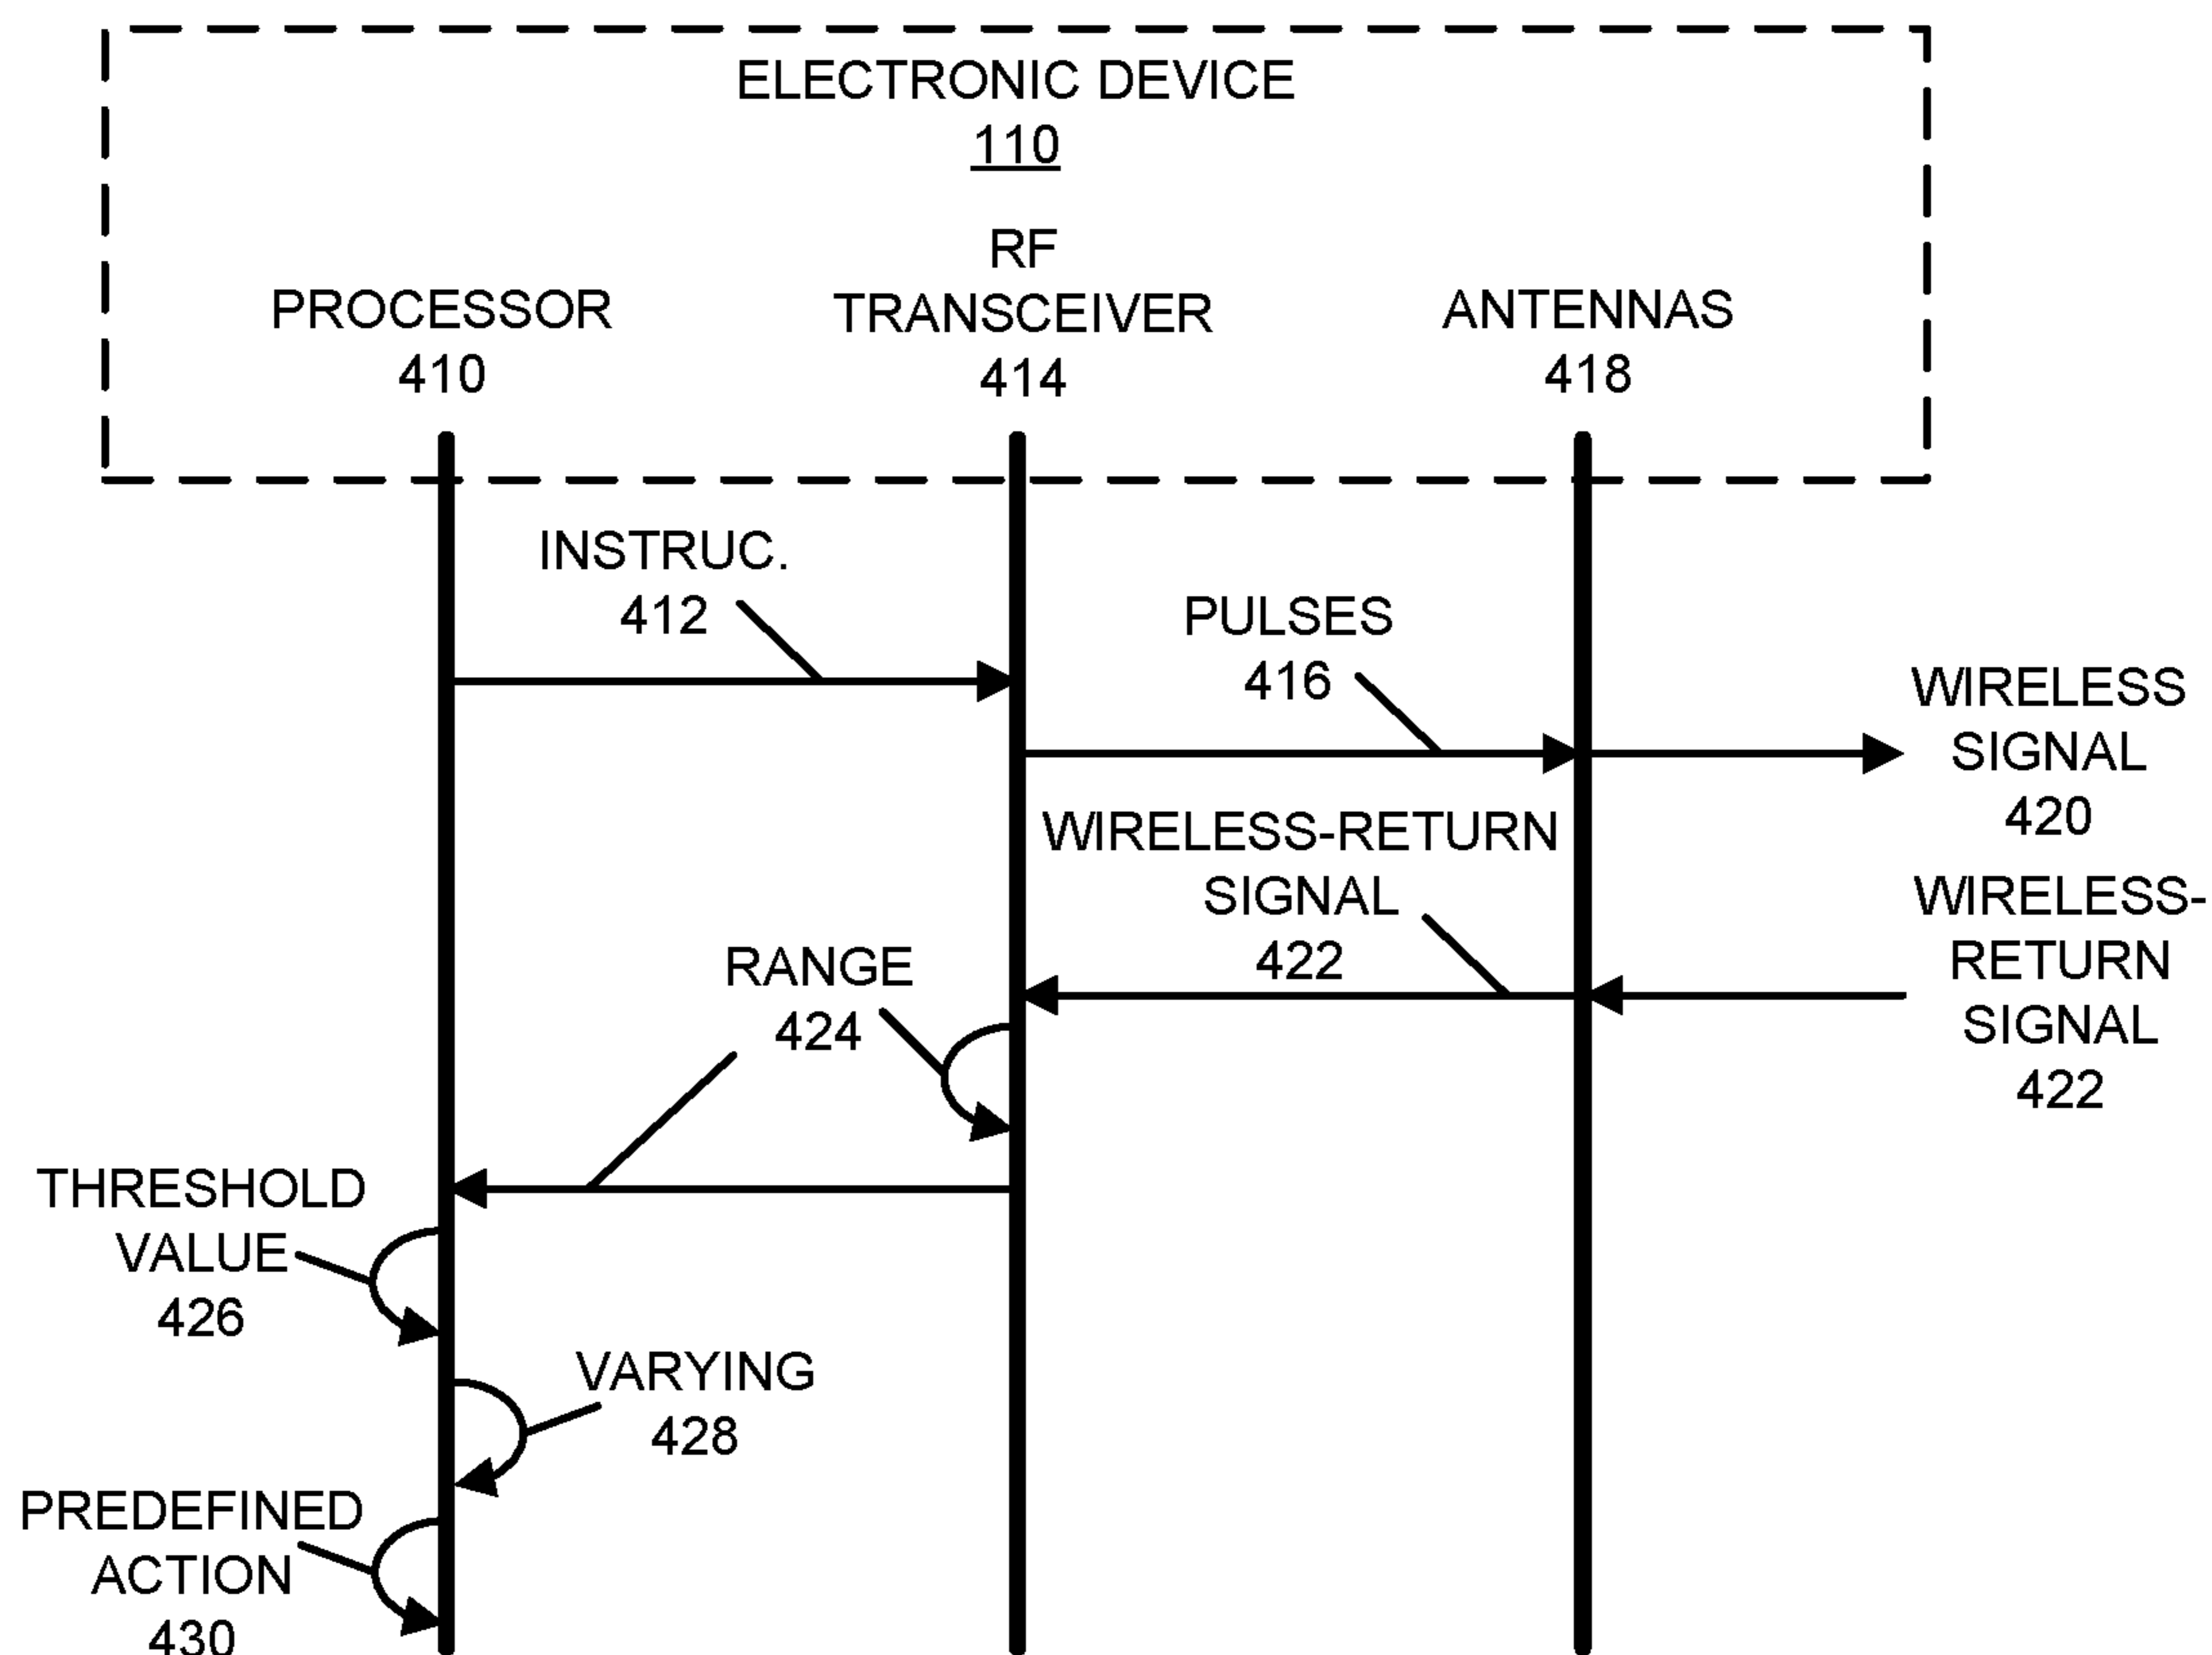 ELECTRONIC DEVICE
110
PROCESSOR
410
RF
TRANSCEIVER
414
ANTENNAS
418
INSTRUC.
412
PULSES
416
WIRELESS
SIGNAL
420
WIRELESS-RETURN
SIGNAL
422
WIRELESS-
RETURN
SIGNAL
422
RANGE
424
THRESHOLD
VALUE
426
VARYING
428
PREDEFINED
ACTION
430